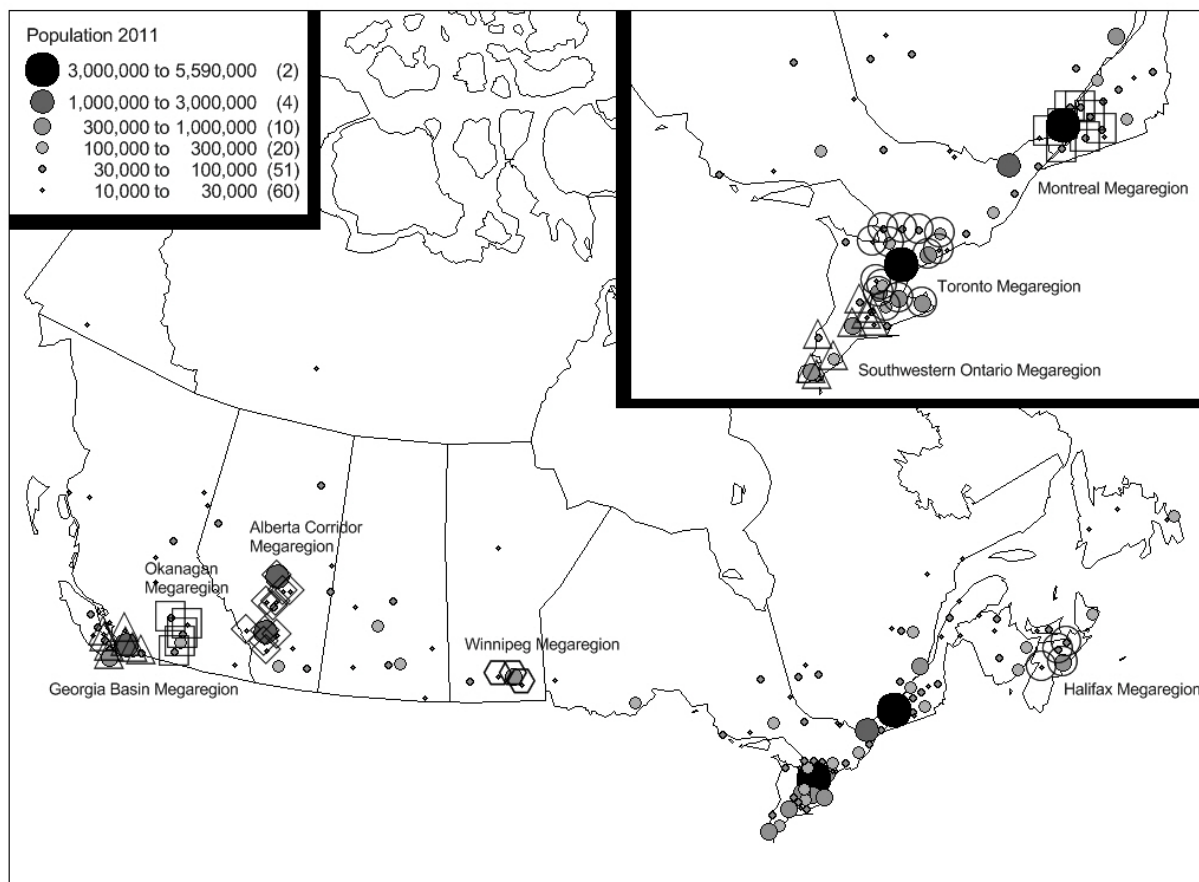 Population 2011
3,000,000 to 5,590,000 (2)
1,000,000 to 3,000,000 (4)
300,000 to 1,000,000 (10)
100,000 to 300,000 (20)
30,000 to 100,000 (51)
10,000 to 30,000 (60)
Montreal Megaregion
Toronto Megaregion
Southwestern Ontario Megaregion
Alberta Corridor
Megaregion
Okanagan
Megaregion
Winnipeg Megaregion
Georgia Basin Megaregion
Halifax Megaregion